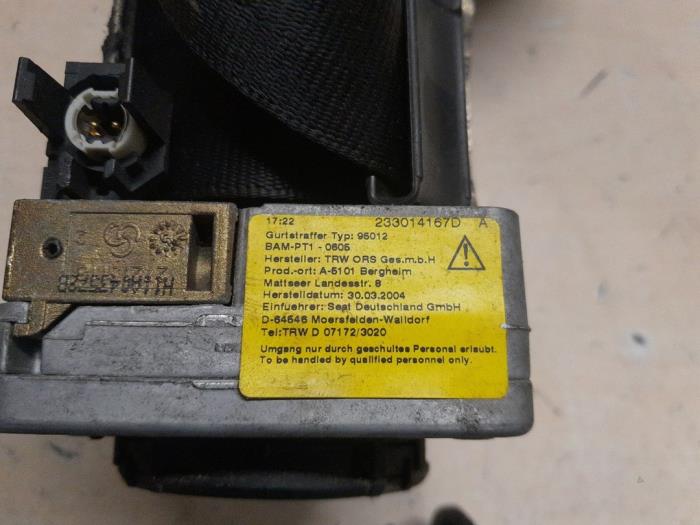 17:22 233014167D A
Gurtstraffer Typ: 95012
BAM-PT1 - 0605
Hersteller: TRW ORS Ges.m.b.H
Prod.-ort: A-5101 Bergheim
Mattseer Landesstr. 8
Herstelldatum: 30.03.2004
Einfuehrer: Seat Deutschland GmbH
D-64546 Moersfelden-Walldorf
Tel:TRW D 07172/3020
Umgang nur durch geschultes Personal erlaubt.
To be handled by qualified personnel only.